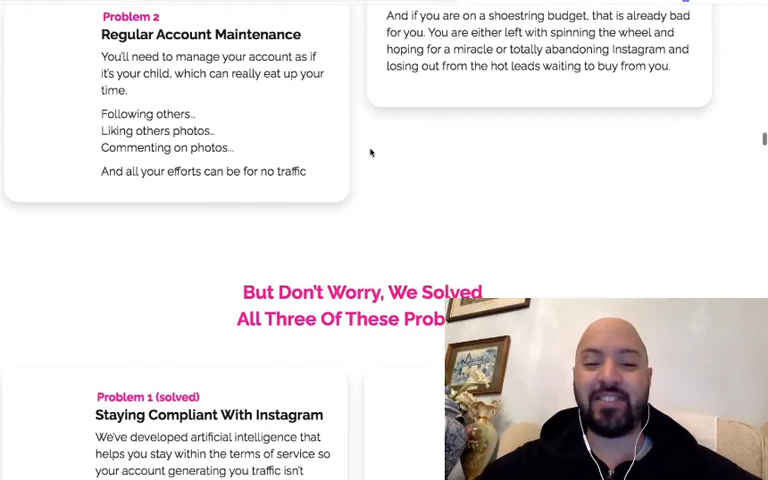 Problem 2
Regular Account Maintenance
You'll need to manage your account as if
it's your child, which can really eat up your
time.
Following others...
Liking others photos...
Commenting on photos...
And all your efforts can be for no traffic
And if you are on a shoestring budget, that is already bad
for you. You are either left with spinning the wheel and
hoping for a miracle or totally abandoning Instagram and
losing out from the hot leads waiting to buy from you.
But Don't Worry, We Solved
All Three Of These Prob
Problem 1 (solved)
Staying Compliant With Instagram
We've developed artificial intelligence that
helps you stay within the terms of service so
your account generating you traffic isn't